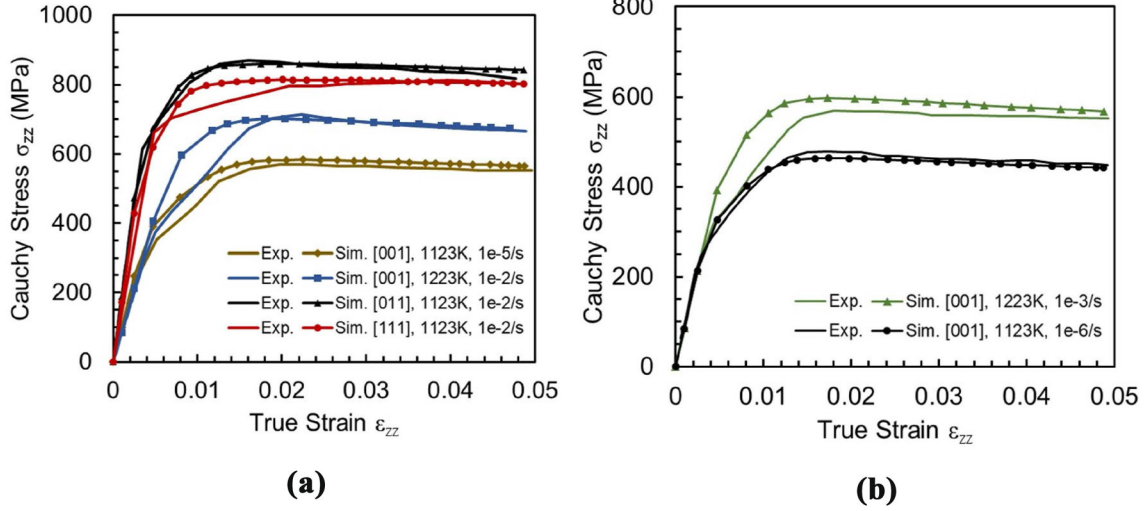 1000
800
600
400
200
0
Cauchy Stress σzz (MPa)
Exp. Sim. [001], 1123K, 1e-5/s
Exp. Sim. [001], 1223K, 1e-2/s
Exp. Sim. [011], 1123K, 1e-2/s
Exp. Sim. [111], 1123K, 1e-2/s
0 0.01 0.02 0.03 0.04 0.05
True Strain εzz
(a)
800
600
400
200
0
Cauchy Stress σzz (MPa)
Exp. Sim. [001], 1223K, 1e-3/s
Exp. Sim. [001], 1123K, 1e-6/s
0 0.01 0.02 0.03 0.04 0.05
True Strain εzz
(b)